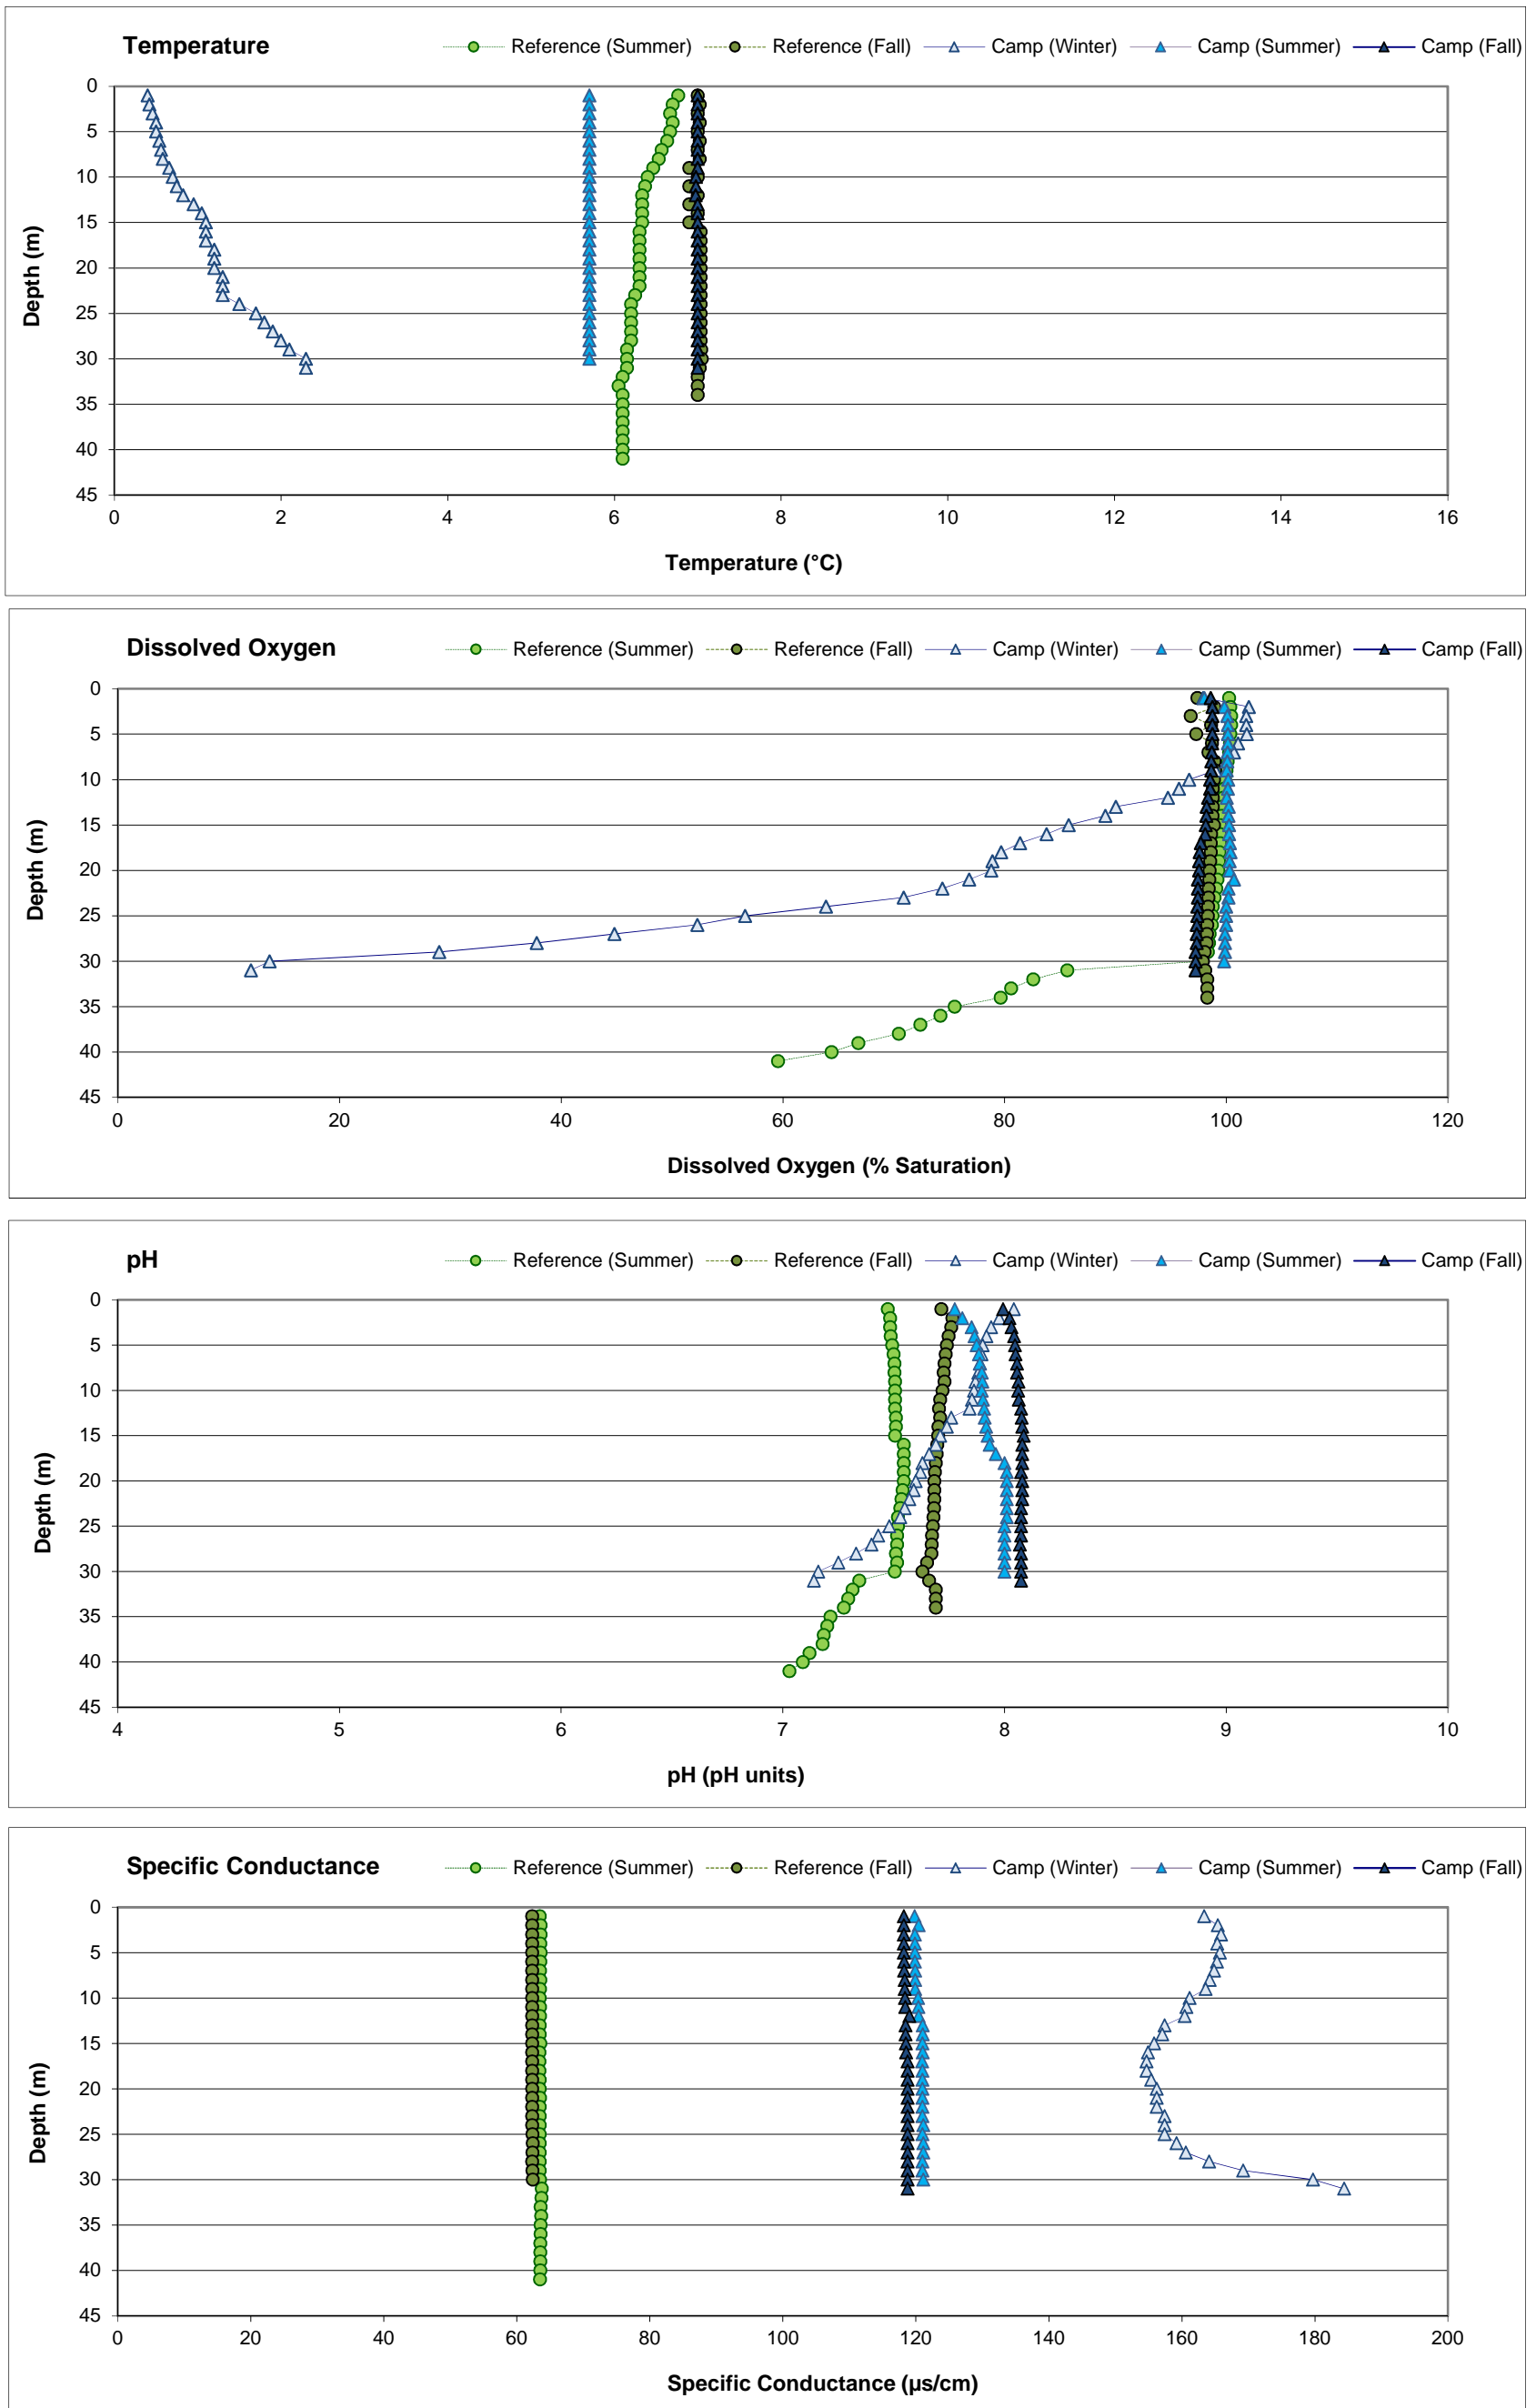 Temperature
Reference (Summer) Reference (Fall) Camp (Winter) Camp (Summer) Camp (Fall)
0
5
10
15
20
25
30
35
40
45
Depth (m)
0 2 4 6 8 10 12 14 16
Temperature (°C)
Dissolved Oxygen
Reference (Summer) Reference (Fall) Camp (Winter) Camp (Summer) Camp (Fall)
0
5
10
15
20
25
30
35
40
45
Depth (m)
0 20 40 60 80 100 120
Dissolved Oxygen (% Saturation)
pH
Reference (Summer) Reference (Fall) Camp (Winter) Camp (Summer) Camp (Fall)
0
5
10
15
20
25
30
35
40
45
Depth (m)
4 5 6 7 8 9 10
pH (pH units)
Specific Conductance
Reference (Summer) Reference (Fall) Camp (Winter) Camp (Summer) Camp (Fall)
0
5
10
15
20
25
30
35
40
45
Depth (m)
0 20 40 60 80 100 120 140 160 180 200
Specific Conductance (µs/cm)